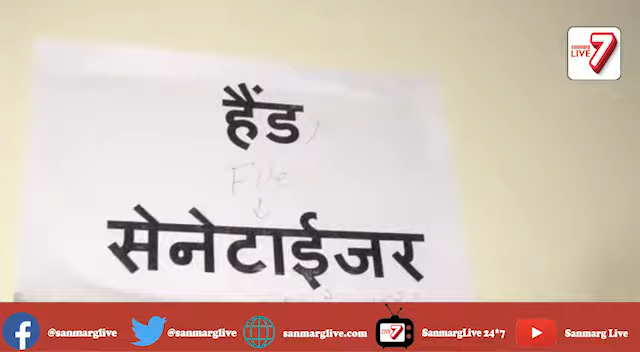 SANMARG
LIVE 7
हैंड,
File
सेनेटाईजर
@sanmarglive
@sanmarglive
sanmarglive.com
SanmargLive 24*7
Sanmarg Live